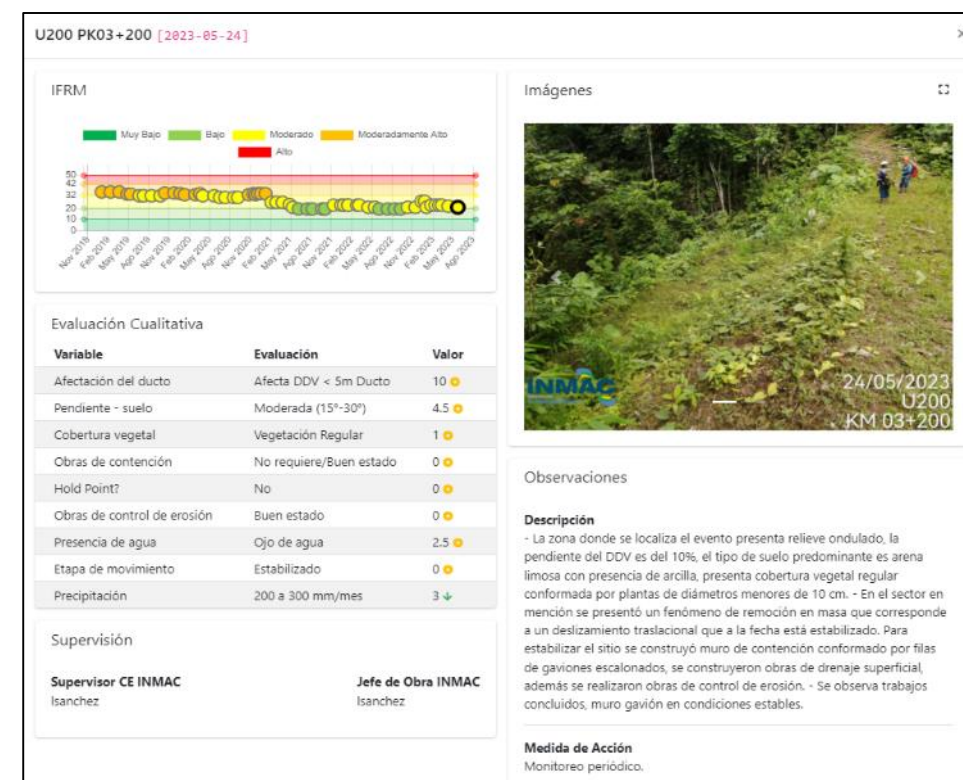 U200 PK03+200 [2023-05-24]
×
IFRM
Muy Bajo
Bajo
Moderado
Moderadamente Alto
Alto
50
42
32
20
10
0
Nov 2018
Feb 2019
May 2019
Ago 2019
Nov 2019
Feb 2020
May 2020
Ago 2020
Nov 2020
Feb 2021
May 2021
Ago 2021
Nov 2021
Feb 2022
May 2022
Ago 2022
Nov 2022
Feb 2023
May 2023
Ago 2023
Evaluación Cualitativa
Variable Evaluación Valor
Afectación del ducto Afecta DDV < 5m Ducto 10
Pendiente - suelo Moderada (15º-30º) 4.5
Cobertura vegetal Vegetación Regular 1
Obras de contención No requiere/Buen estado 0
Hold Point? No 0
Obras de control de erosión Buen estado 0
Presencia de agua Ojo de agua 2.5
Etapa de movimiento Estabilizado 0
Precipitación 200 a 300 mm/mes 3
Supervisión
Supervisor CE INMAC Jefe de Obra INMAC
lsanchez lsanchez
Imágenes
INMAC
24/05/2023
U200
KM 03+200
Observaciones
Descripción
- La zona donde se localiza el evento presenta relieve ondulado, la
pendiente del DDV es del 10%, el tipo de suelo predominante es arena
limosa con presencia de arcilla, presenta cobertura vegetal regular
conformada por plantas de diámetros menores de 10 cm. - En el sector en
mención se presentó un fenómeno de remoción en masa que corresponde
a un deslizamiento traslacional que a la fecha está estabilizado. Para
estabilizar el sitio se construyó muro de contención conformado por filas
de gaviones escalonados, se construyeron obras de drenaje superficial,
además se realizaron obras de control de erosión. - Se observa trabajos
concluidos, muro gavión en condiciones estables.
Medida de Acción
Monitoreo periódico.